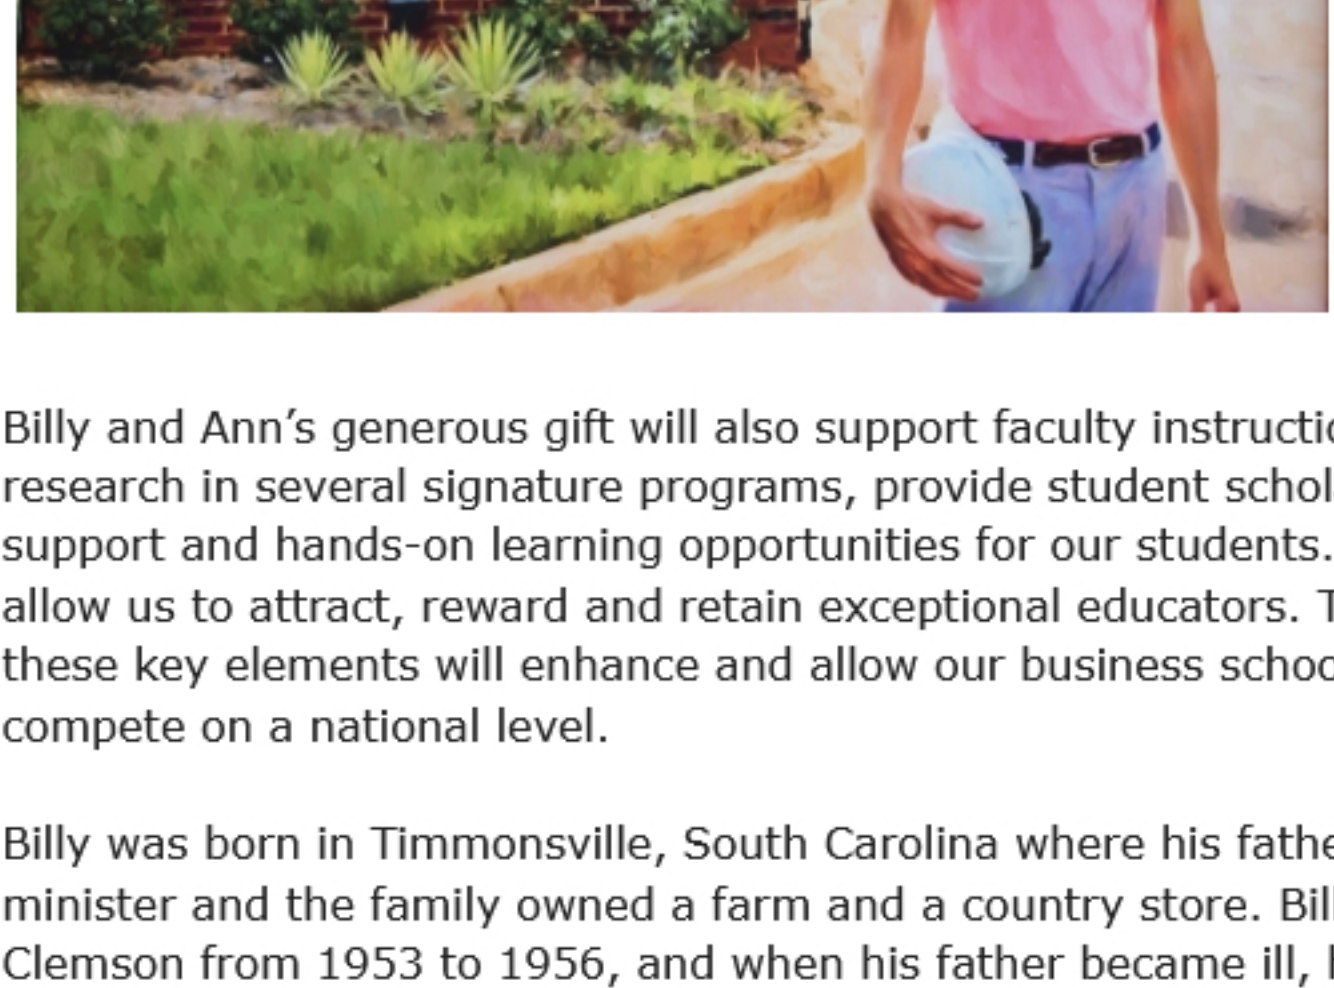 Billy and Ann’s generous gift will also support faculty
research in several signature programs, provide student
support and hands-on learning opportunities for our students.
allow us to attract, reward and retain exceptional educators.
these key elements will enhance and allow our business
compete on a national level.
Billy was born in Timmonsville, South Carolina where his
minister and the family owned a farm and a country store.
Clemson from 1953 to 1956, and when his father became ill,